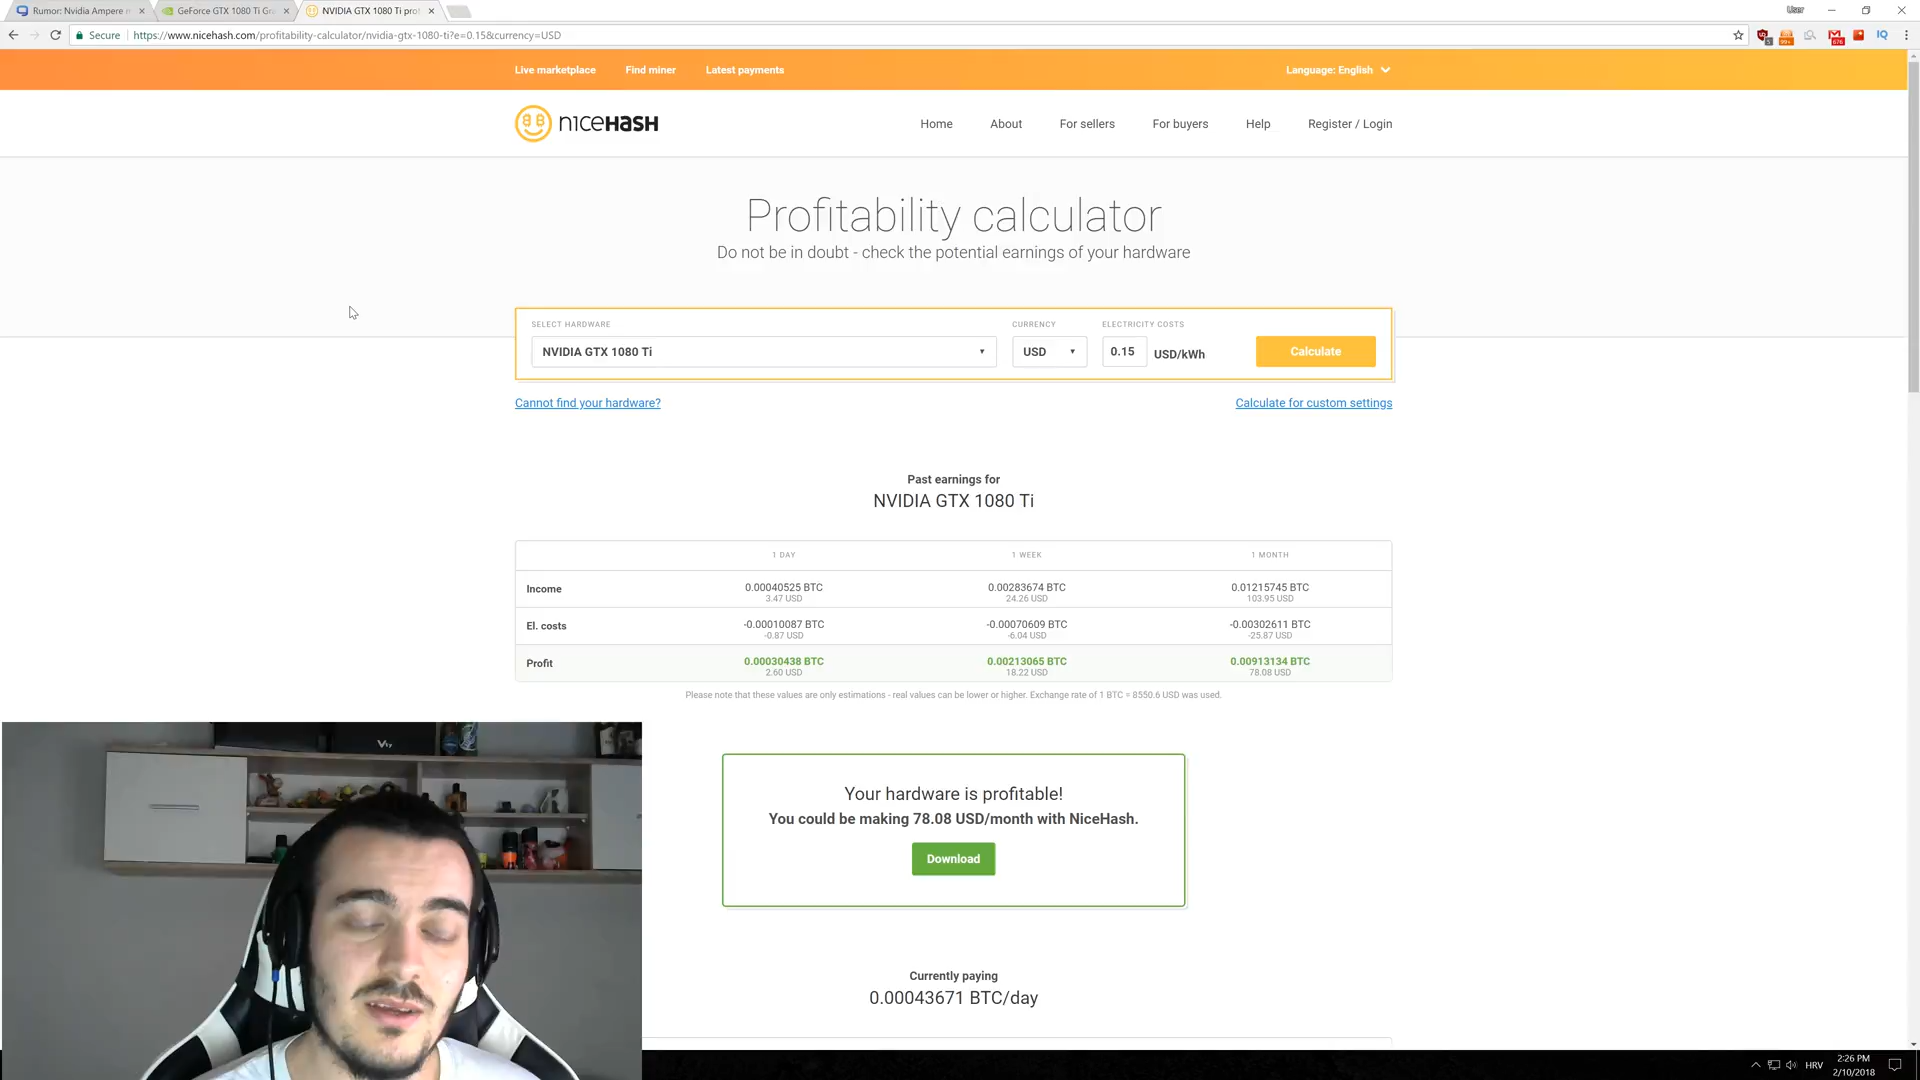 Rumor: Nvidia Ampere
GeForce GTX 1080 Ti Gra
NVIDIA GTX 1080 Ti prof
User
Secure
https://www.nicehash.com/profitability-calculator/nvidia-gtx-1080-ti?e=0.15&currency=USD
Live marketplace
Find miner
Latest payments
Language: English
NICEHASH
Home
About
For sellers
For buyers
Help
Register / Login
Profitability calculator
Do not be in doubt - check the potential earnings of your hardware
SELECT HARDWARE
CURRENCY
ELECTRICITY COSTS
NVIDIA GTX 1080 Ti
USD
0.15
USD/kWh
Calculate
Cannot find your hardware?
Calculate for custom settings
Past earnings for
NVIDIA GTX 1080 Ti
1 DAY
1 WEEK
1 MONTH
Income
0.00040525 BTC
3.47 USD
0.00283674 BTC
24.26 USD
0.01215745 BTC
103.95 USD
El. costs
-0.00010087 BTC
-0.87 USD
-0.00070609 BTC
-6.04 USD
-0.00302611 BTC
-25.87 USD
Profit
0.00030438 BTC
2.60 USD
0.00213065 BTC
18.22 USD
0.00913134 BTC
78.08 USD
Please note that these values are only estimations - real values can be lower or higher. Exchange rate of 1 BTC = 8550.6 USD was used.
Your hardware is profitable!
You could be making 78.08 USD/month with NiceHash.
Download
Currently paying
0.00043671 BTC/day
HRV
2:26 PM
2/10/2018